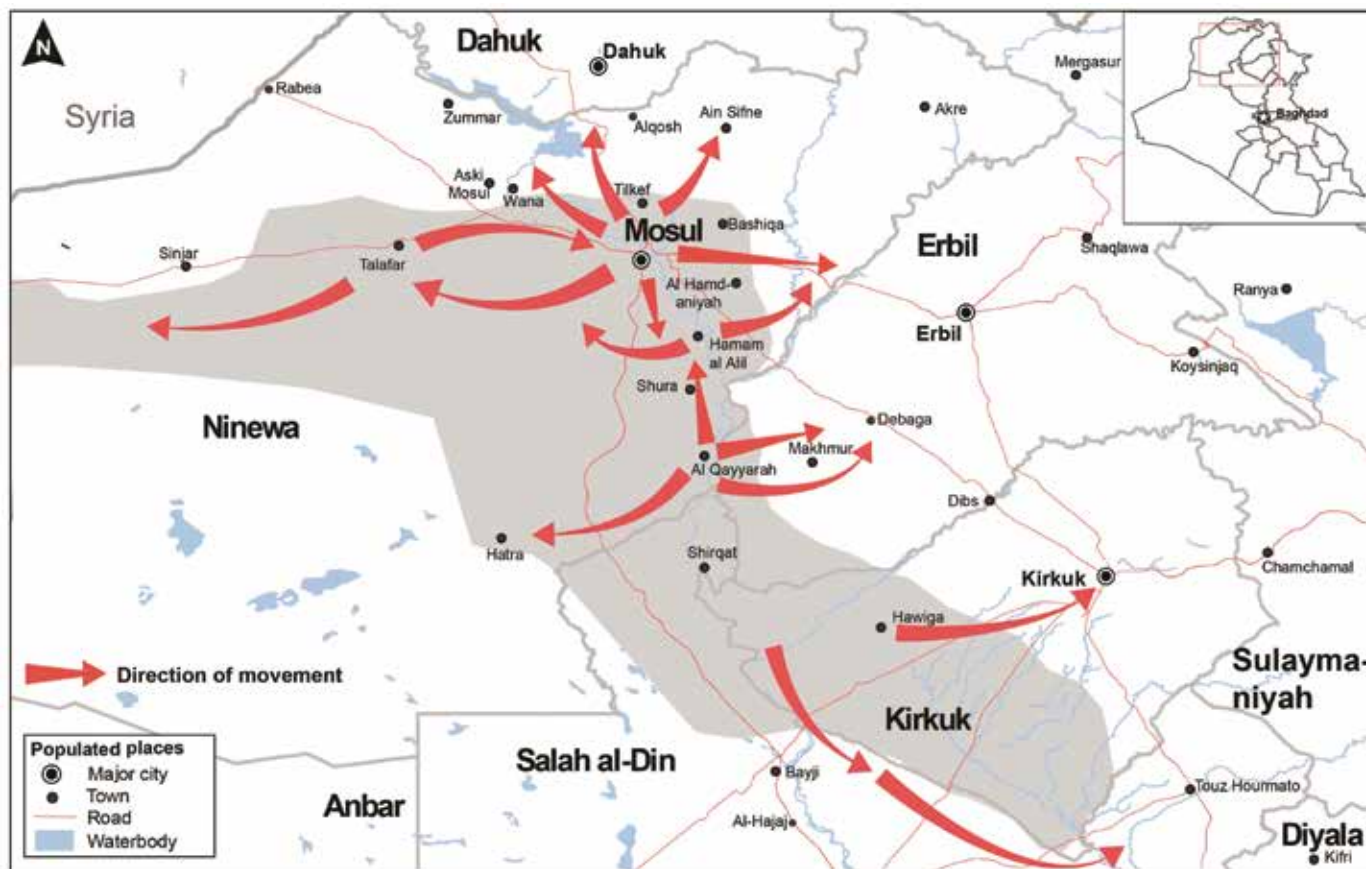 N
Dahuk
Dahuk
Mergasur
Rabea
Syria
Zummar
Alqosh
Ain Sifne
Akre
Baghdad
Aski
Mosul
Wana
Tilkef
Bashiqa
Mosul
Erbil
Shaqlawa
Sinjar
Talafar
Al Hamd-
aniyah
Ranya
Erbil
Hamam
al Alil
Koysinjaq
Shura
Ninewa
Debaga
Makhmur
Al Qayyarah
Dibs
Hatra
Shirqat
Chamchamal
Kirkuk
Hawiga
Direction of movement
Sulayma-
niyah
Kirkuk
Populated places
Major city
Town
Road
Waterbody
Salah al-Din
Anbar
Bayji
Al-Hajaj
Touz Hourmato
Diyala
Kifri